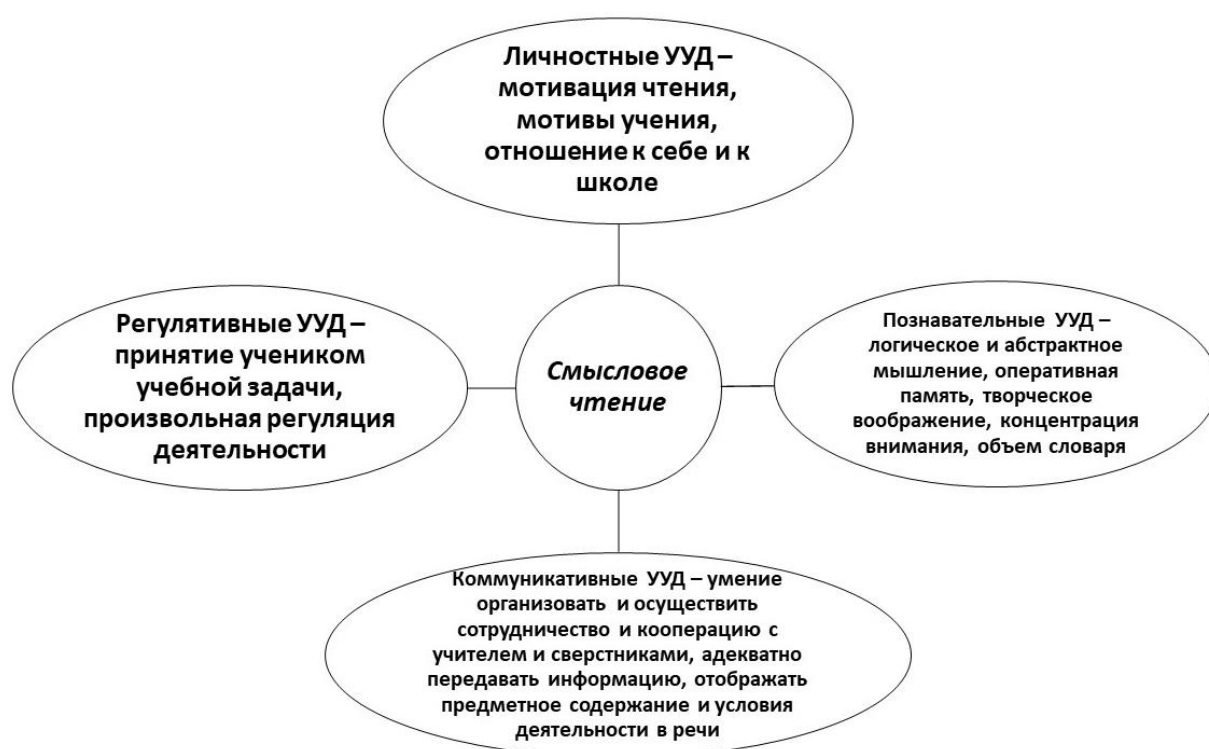 Личностные УУД –
мотивация чтения,
мотивы учения,
отношение к себе и к
школе
Регулятивные УУД –
принятие учеником
учебной задачи,
произвольная регуляция
деятельности
Смысловое
чтение
Познавательные УУД –
логическое и абстрактное
мышление, оперативная
память, творческое
воображение, концентрация
внимания, объем словаря
Коммуникативные УУД – умение
организовать и осуществить
сотрудничество и кооперацию с
учителем и сверстниками, адекватно
передавать информацию, отображать
предметное содержание и условия
деятельности в речи